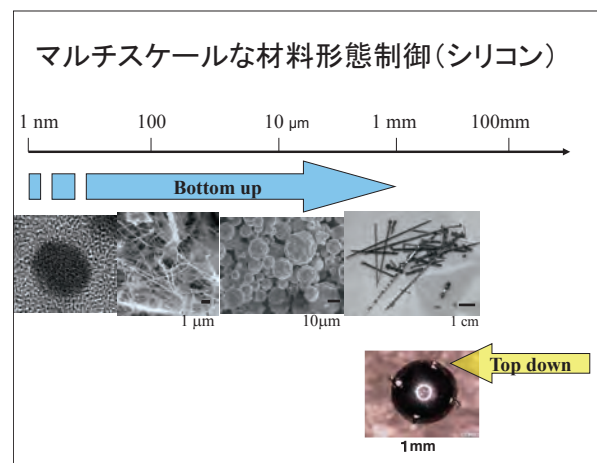 マルチスケールな材料形態制御(シリコン)
1 nm 100 10 μm 1 mm 100mm
Bottom up
1 μm 10μm 1 cm
Top down
1mm